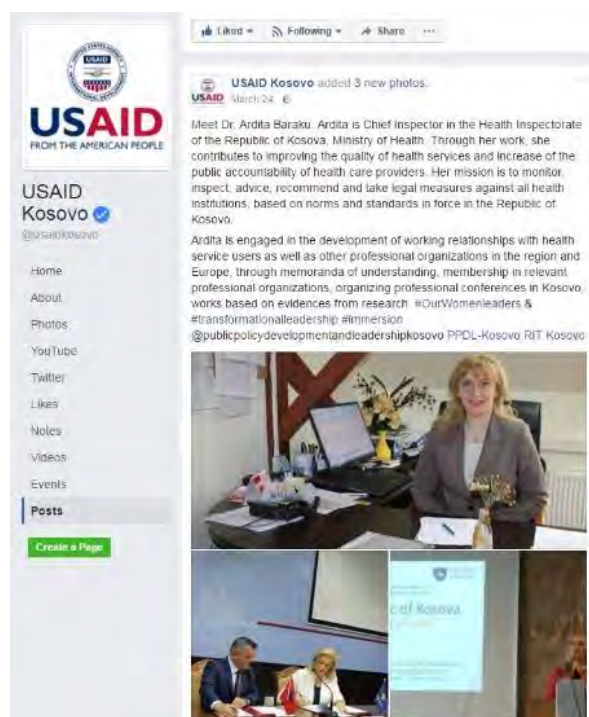 Liked Following Share ...
USAID
USAID
FROM THE AMERICAN PEOPLE
USAID
Kosovo
@usaidkosovo
Home
About
Photos
YouTube
Twitter
Likes
Notes
Videos
Events
Posts
Create a Page
USAID Kosovo added 3 new photos.
USAID March 24
Meet Dr. Ardita Baraku. Ardita is Chief Inspector in the Health Inspectorate
of the Republic of Kosova, Ministry of Health. Through her work, she
contributes to improving the quality of health services and increase of the
public accountability of health care providers. Her mission is to monitor,
inspect, advice, recommend and take legal measures against all health
institutions, based on norms and standards in force in the Republic of
Kosovo.
Ardita is engaged in the development of working relationships with health
service users as well as other professional organizations in the region and
Europe, through memoranda of understanding, membership in relevant
professional organizations, organizing professional conferences in Kosovo,
works based on evidences from research. #OurWomenleaders &
#transformationalleadership #immersion
@publicpolicydevelopmentandleadershipkosovo PPDL-Kosovo RIT Kosovo
of Kosova